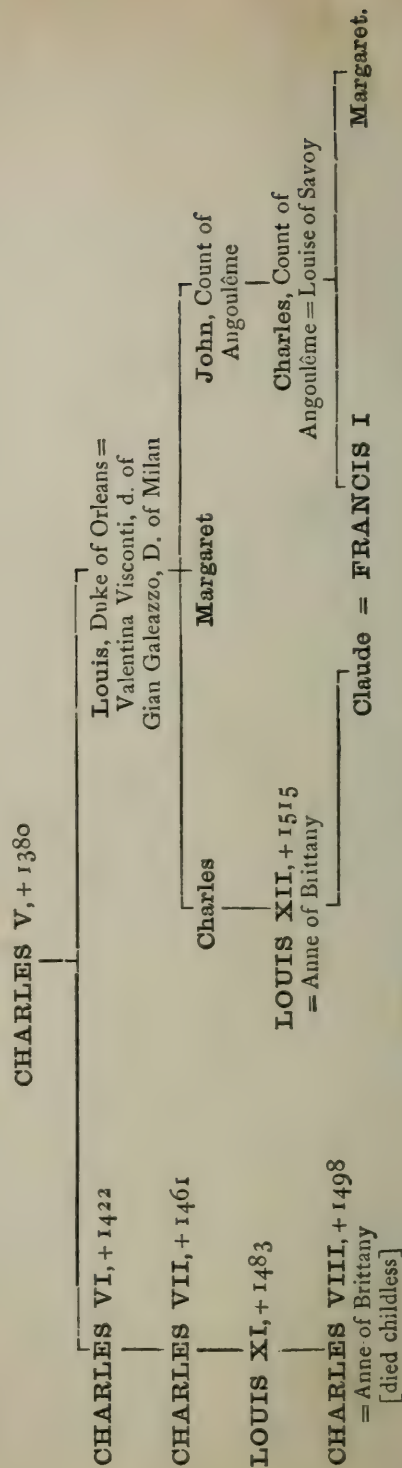 CHARLES V, + 1380
CHARLES VI, + 1422
CHARLES VII, + 1461
LOUIS XI, + 1483
CHARLES VIII, + 1498
= Anne of Brittany
[died childless]
Louis, Duke of Orleans =
Valentina Visconti, d. of
Gian Galeazzo, D. of Milan
Charles
Margaret
John, Count of
Angoulême
LOUIS XII, + 1515
= Anne of Brittany
Charles, Count of
Angoulême = Louise of Savoy
Claude = FRANCIS I
Margaret.